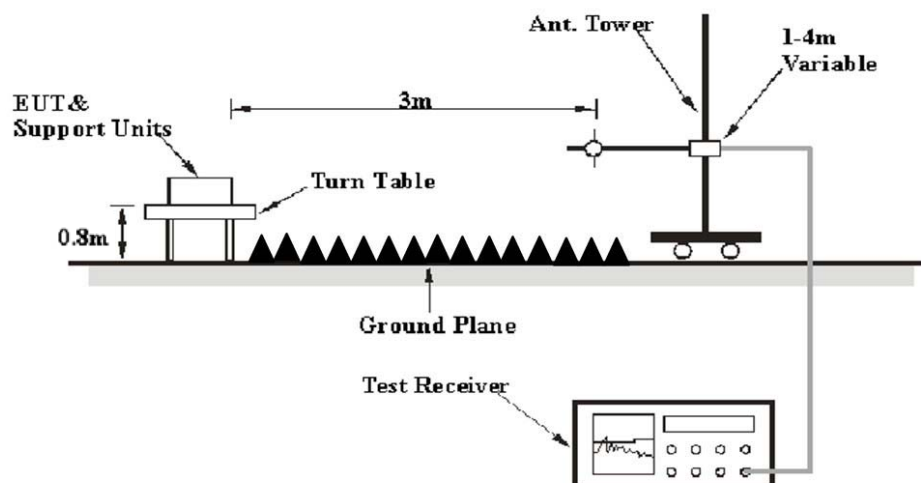 Ant. Tower
1-4m
Variable
EUT&
Support Units
3m
Turn Table
0.8m
Ground Plane
Test Receiver